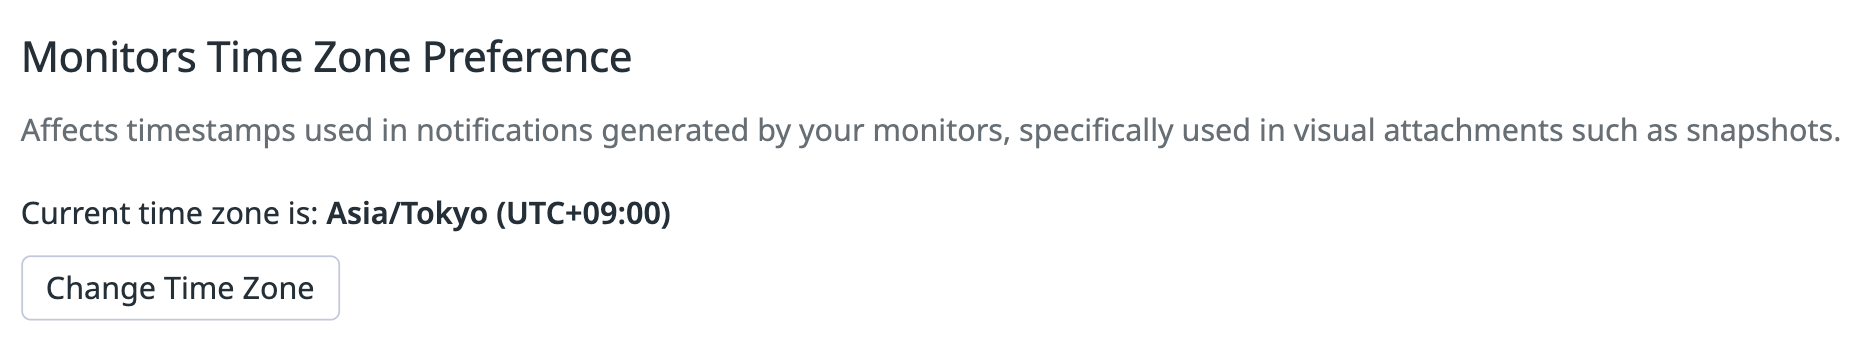 Monitors Time Zone Preference
Affects timestamps used in notifications generated by your monitors, specifically used in visual attachments such as snapshots.
Current time zone is: Asia/Tokyo (UTC+09:00)
Change Time Zone